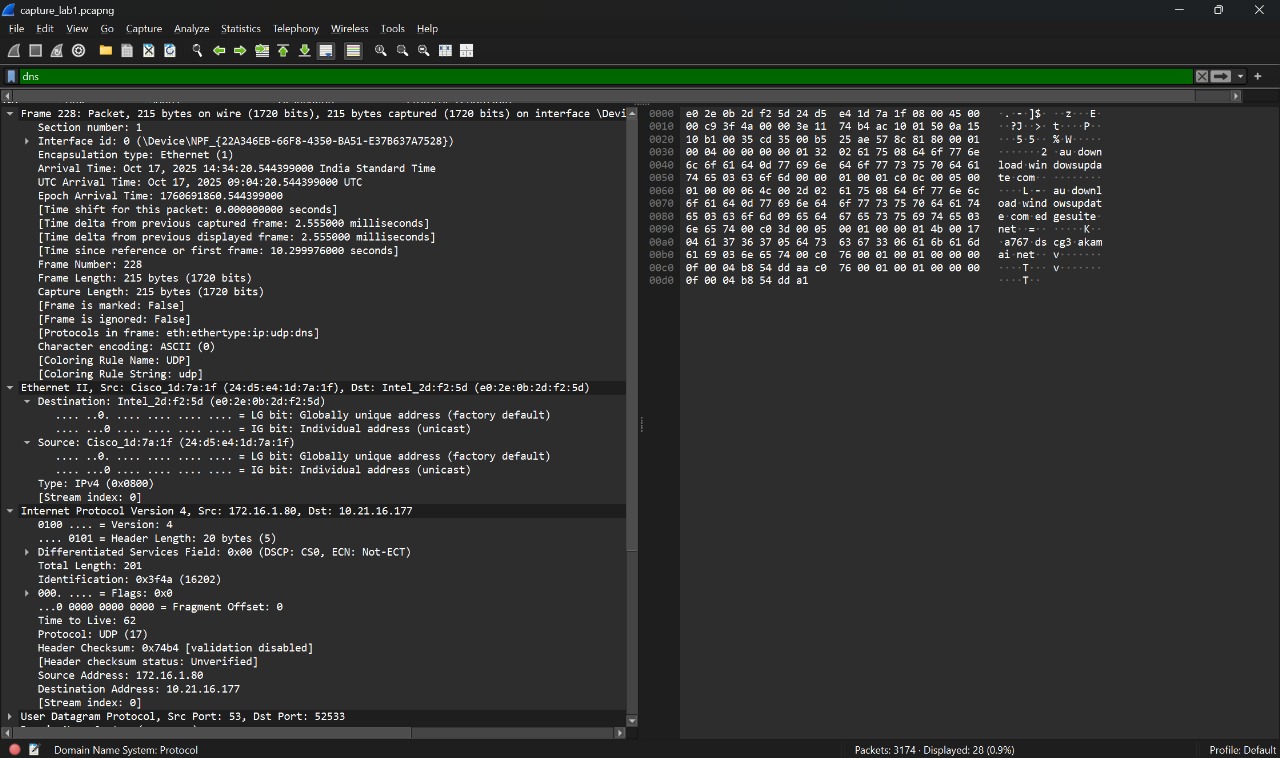 capture_lab1.pcapng
File Edit View Go Capture Analyze Statistics Telephony Wireless Tools Help
dns
Frame 228: Packet, 215 bytes on wire (1720 bits), 215 bytes captured (1720 bits) on interface \Devi
Section number: 1
Interface id: 0 (\Device\NPF_{22A346EB-66F8-4350-BA51-E37B637A7528})
Encapsulation type: Ethernet (1)
Arrival Time: Oct 17, 2025 14:34:20.544399000 India Standard Time
UTC Arrival Time: Oct 17, 2025 09:04:20.544399000 UTC
Epoch Arrival Time: 1760691860.544399000
[Time shift for this packet: 0.000000000 seconds]
[Time delta from previous captured frame: 2.555000 milliseconds]
[Time delta from previous displayed frame: 2.555000 milliseconds]
[Time since reference or first frame: 10.299976000 seconds]
Frame Number: 228
Frame Length: 215 bytes (1720 bits)
Capture Length: 215 bytes (1720 bits)
[Frame is marked: False]
[Frame is ignored: False]
[Protocols in frame: eth:ethertype:ip:udp:dns]
Character encoding: ASCII (0)
[Coloring Rule Name: UDP]
[Coloring Rule String: udp]
Ethernet II, Src: Cisco_1d:7a:1f (24:d5:e4:1d:7a:1f), Dst: Intel_2d:f2:5d (e0:2e:0b:2d:f2:5d)
Destination: Intel_2d:f2:5d (e0:2e:0b:2d:f2:5d)
.... ..0. .... .... .... .... = LG bit: Globally unique address (factory default)
.... ...0 .... .... .... .... = IG bit: Individual address (unicast)
Source: Cisco_1d:7a:1f (24:d5:e4:1d:7a:1f)
.... ..0. .... .... .... .... = LG bit: Globally unique address (factory default)
.... ...0 .... .... .... .... = IG bit: Individual address (unicast)
Type: IPv4 (0x0800)
[Stream index: 0]
Internet Protocol Version 4, Src: 172.16.1.80, Dst: 10.21.16.177
0100 .... = Version: 4
.... 0101 = Header Length: 20 bytes (5)
Differentiated Services Field: 0x00 (DSCP: CS0, ECN: Not-ECT)
Total Length: 201
Identification: 0x3f4a (16202)
000. .... = Flags: 0x0
...0 0000 0000 0000 = Fragment Offset: 0
Time to Live: 62
Protocol: UDP (17)
Header Checksum: 0x74b4 [validation disabled]
[Header checksum status: Unverified]
Source Address: 172.16.1.80
Destination Address: 10.21.16.177
[Stream index: 0]
User Datagram Protocol, Src Port: 53, Dst Port: 52533
0000 e0 2e 0b 2d f2 5d 24 d5 e4 1d 7a 1f 08 00 45 00 ·.·-·]$· ··z···E·
0010 00 c9 3f 4a 00 00 3e 11 74 b4 ac 10 01 50 0a 15 ··?J··>· t····P··
0020 10 b1 00 35 cd 35 00 b5 25 ae 57 8c 81 80 00 01 ···5·5·· %·W·····
0030 00 04 00 00 00 00 01 32 02 61 75 08 64 6f 77 6e ·······2 ·au·down
0040 6c 6f 61 64 0d 77 69 6e 64 6f 77 73 75 70 64 61 load·win dowsupda
0050 74 65 03 63 6f 6d 00 00 01 00 01 c0 0c 00 05 00 te·com·· ········
0060 01 00 00 06 4c 00 2d 02 61 75 08 64 6f 77 6e 6c ····L·-· au·downl
0070 6f 61 64 0d 77 69 6e 64 6f 77 73 75 70 64 61 74 oad·wind owsupdat
0080 65 03 63 6f 6d 09 65 64 67 65 73 75 69 74 65 03 e·com·ed gesuite·
0090 6e 65 74 00 c0 3d 00 05 00 01 00 00 01 4b 00 17 net··=·· ·····K··
00a0 04 61 37 36 37 05 64 73 63 67 33 06 61 6b 61 6d ·a767·ds cg3·akam
00b0 61 69 03 6e 65 74 00 c0 76 00 01 00 01 00 00 00 ai·net·· v·······
00c0 0f 00 04 b8 54 dd aa c0 76 00 01 00 01 00 00 00 ····T··· v·······
00d0 0f 00 04 b8 54 dd a1 ····T··
Domain Name System: Protocol
Packets: 3174 · Displayed: 28 (0.9%)
Profile: Default